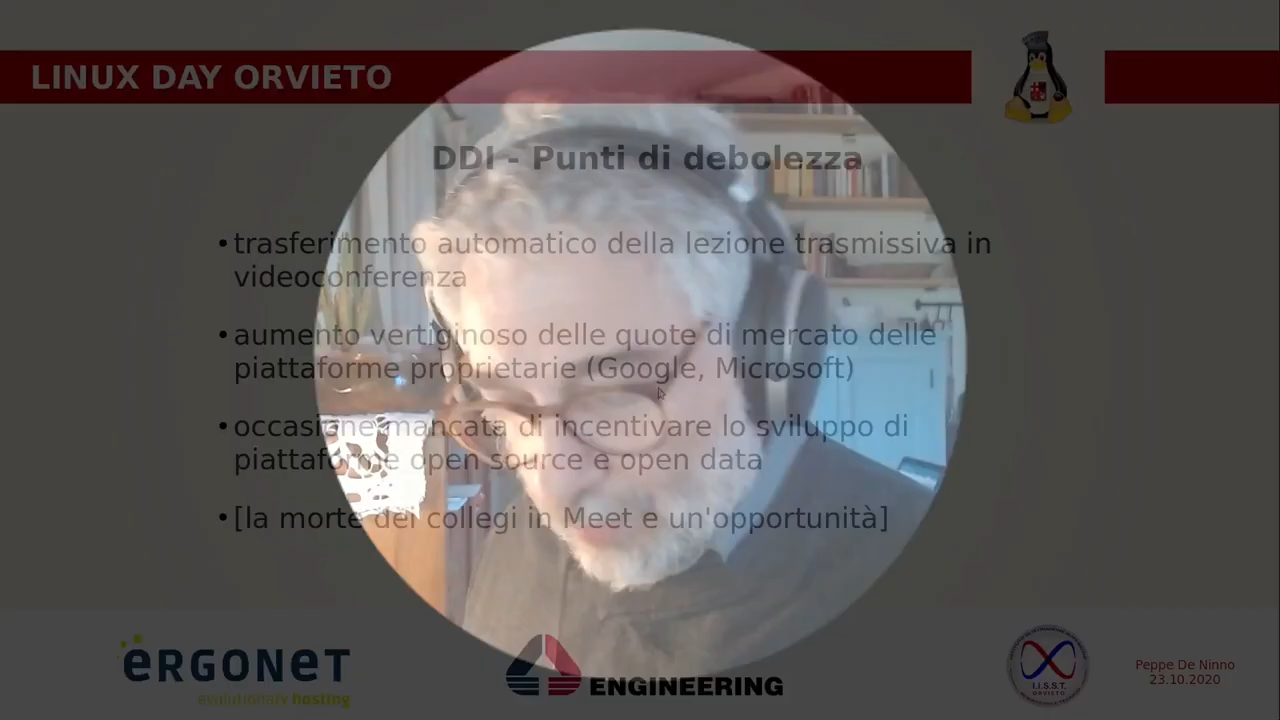 LINUX DAY ORVIETO
DDI - Punti di debolezza
• trasferimento automatico della lezione trasmissiva in
videoconferenza
• aumento vertiginoso delle quote di mercato delle
piattaforme proprietarie (Google, Microsoft)
• occasione mancata di incentivare lo sviluppo di
piattaforme open source e open data
• [la morte dei collegi in Meet e un'opportunità]
eRGONeT
evolutionary hosting
ENGINEERING
I.I.S.S.T.
ORVIETO
Peppe De Ninno
23.10.2020